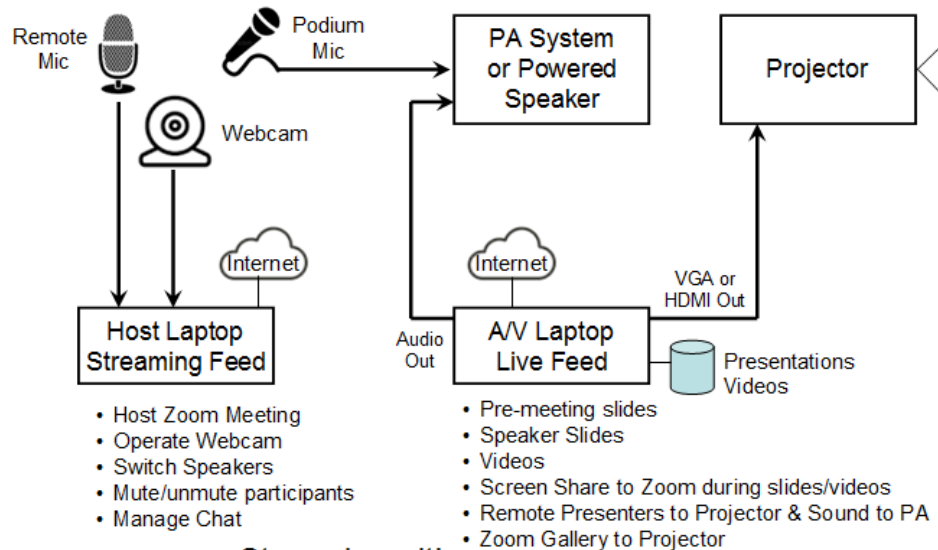 Remote
Mic
Podium
Mic
PA System
or Powered
Speaker
Projector
Webcam
Internet
Internet
VGA or
HDMI Out
Host Laptop
Streaming Feed
Audio
Out
A/V Laptop
Live Feed
Presentations
Videos
• Host Zoom Meeting
• Operate Webcam
• Switch Speakers
• Mute/unmute participants
• Manage Chat
• Pre-meeting slides
• Speaker Slides
• Videos
• Screen Share to Zoom during slides/videos
• Remote Presenters to Projector & Sound to PA
• Zoom Gallery to Projector